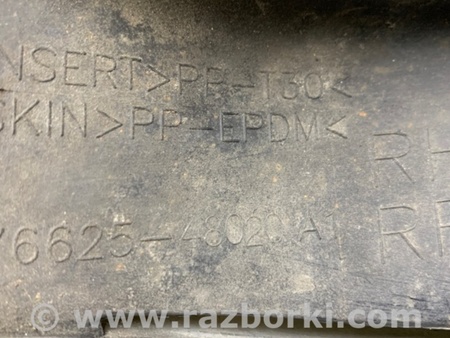 NSERT>PP-T30<
SKIN>PP-EPDM<
RH
76625-48020 A1
RR
© www.razborki.com